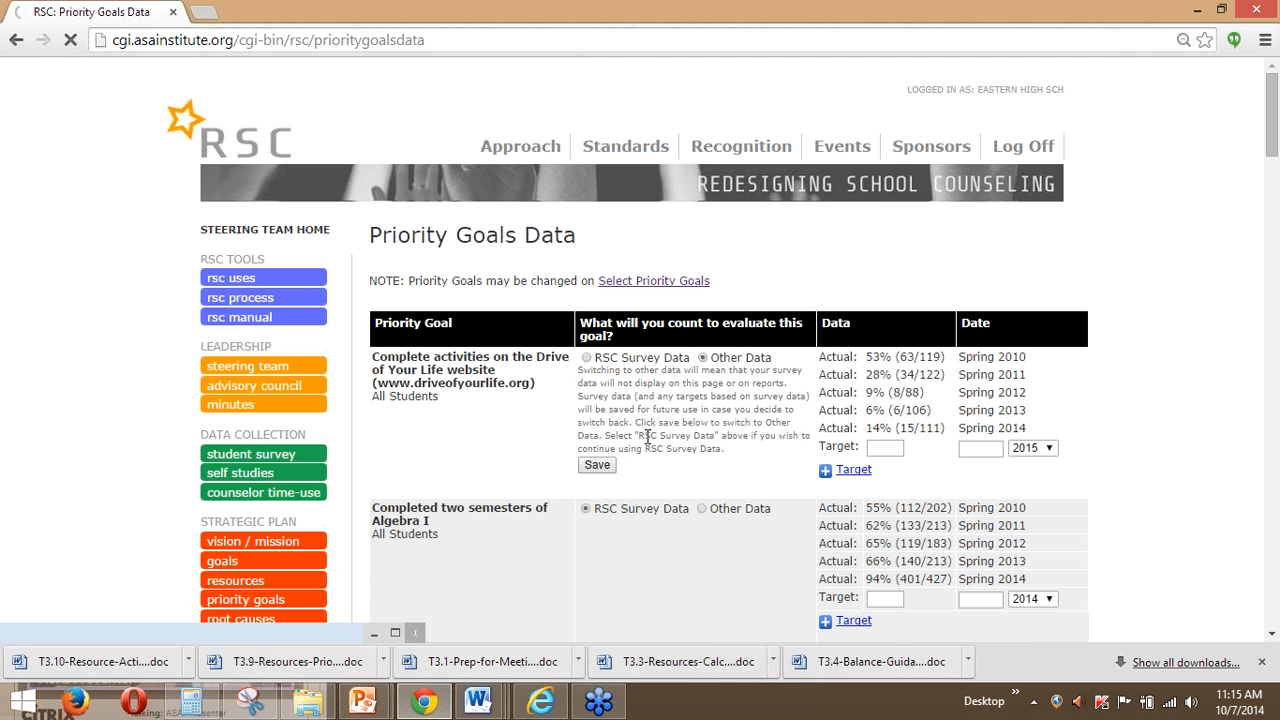 RSC: Priority Goals Data
cgi.asainstitute.org/cgi-bin/rsc/prioritygoalsdata
LOGGED IN AS: EASTERN HIGH SCH
RSC
Approach
Standards
Recognition
Events
Sponsors
Log Off
REDESIGNING SCHOOL COUNSELING
STEERING TEAM HOME
RSC TOOLS
rsc uses
rsc process
rsc manual
LEADERSHIP
steering team
advisory council
minutes
DATA COLLECTION
student survey
self studies
counselor time-use
STRATEGIC PLAN
vision / mission
goals
resources
priority goals
root causes
Priority Goals Data
NOTE: Priority Goals may be changed on Select Priority Goals
Priority Goal
What will you count to evaluate this
goal?
Data
Date
Complete activities on the Drive
of Your Life website
(www.driveofyourlife.org)
All Students
RSC Survey Data Other Data
Switching to other data will mean that your survey
data will not display on this page or on reports.
Survey data (and any targets based on survey data)
will be saved for future use in case you decide to
switch back. Click save below to switch to Other
Data. Select "RSC Survey Data" above if you wish to
continue using RSC Survey Data.
Save
Actual: 53% (63/119) Spring 2010
Actual: 28% (34/122) Spring 2011
Actual: 9% (8/88) Spring 2012
Actual: 6% (6/106) Spring 2013
Actual: 14% (15/111) Spring 2014
Target: 2015
Target
Completed two semesters of
Algebra I
All Students
RSC Survey Data Other Data
Actual: 55% (112/202) Spring 2010
Actual: 62% (133/213) Spring 2011
Actual: 65% (119/183) Spring 2012
Actual: 66% (140/213) Spring 2013
Actual: 94% (401/427) Spring 2014
Target: 2014
Target
T3.10-Resource-Acti....doc
T3.9-Resources-Prio....doc
T3.1-Prep-for-Meeti....doc
T3.3-Resources-Calc....doc
T3.4-Balance-Guida....doc
Show all downloads...
Desktop
11:15 AM
10/7/2014
CITRIX
Talking: ASA Presenter